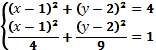 (x − 1)² + (y − 2)² = 4
(x − 1)²/4 + (y − 2)²/9 = 1